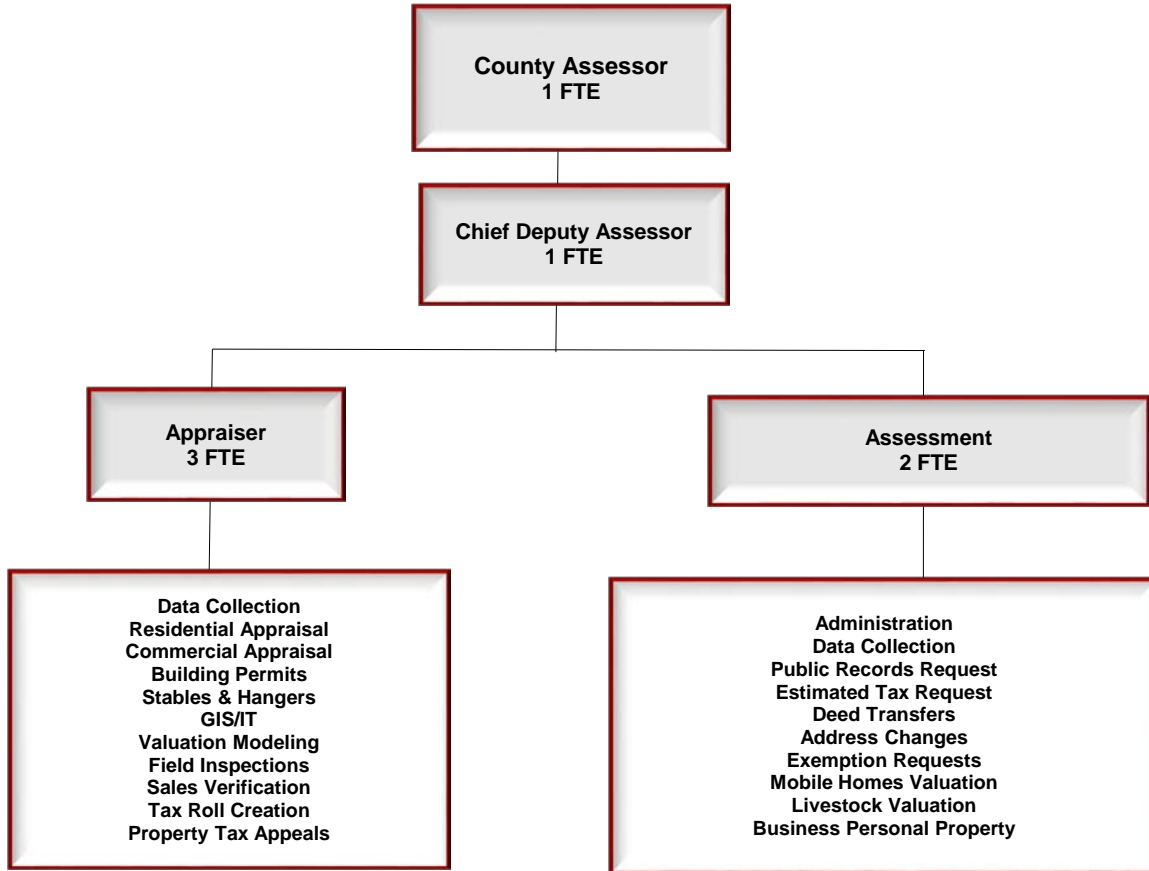 County Assessor
1 FTE
Chief Deputy Assessor
1 FTE
Appraiser
3 FTE
Assessment
2 FTE
Data Collection
Residential Appraisal
Commercial Appraisal
Building Permits
Stables & Hangers
GIS/IT
Valuation Modeling
Field Inspections
Sales Verification
Tax Roll Creation
Property Tax Appeals
Administration
Data Collection
Public Records Request
Estimated Tax Request
Deed Transfers
Address Changes
Exemption Requests
Mobile Homes Valuation
Livestock Valuation
Business Personal Property